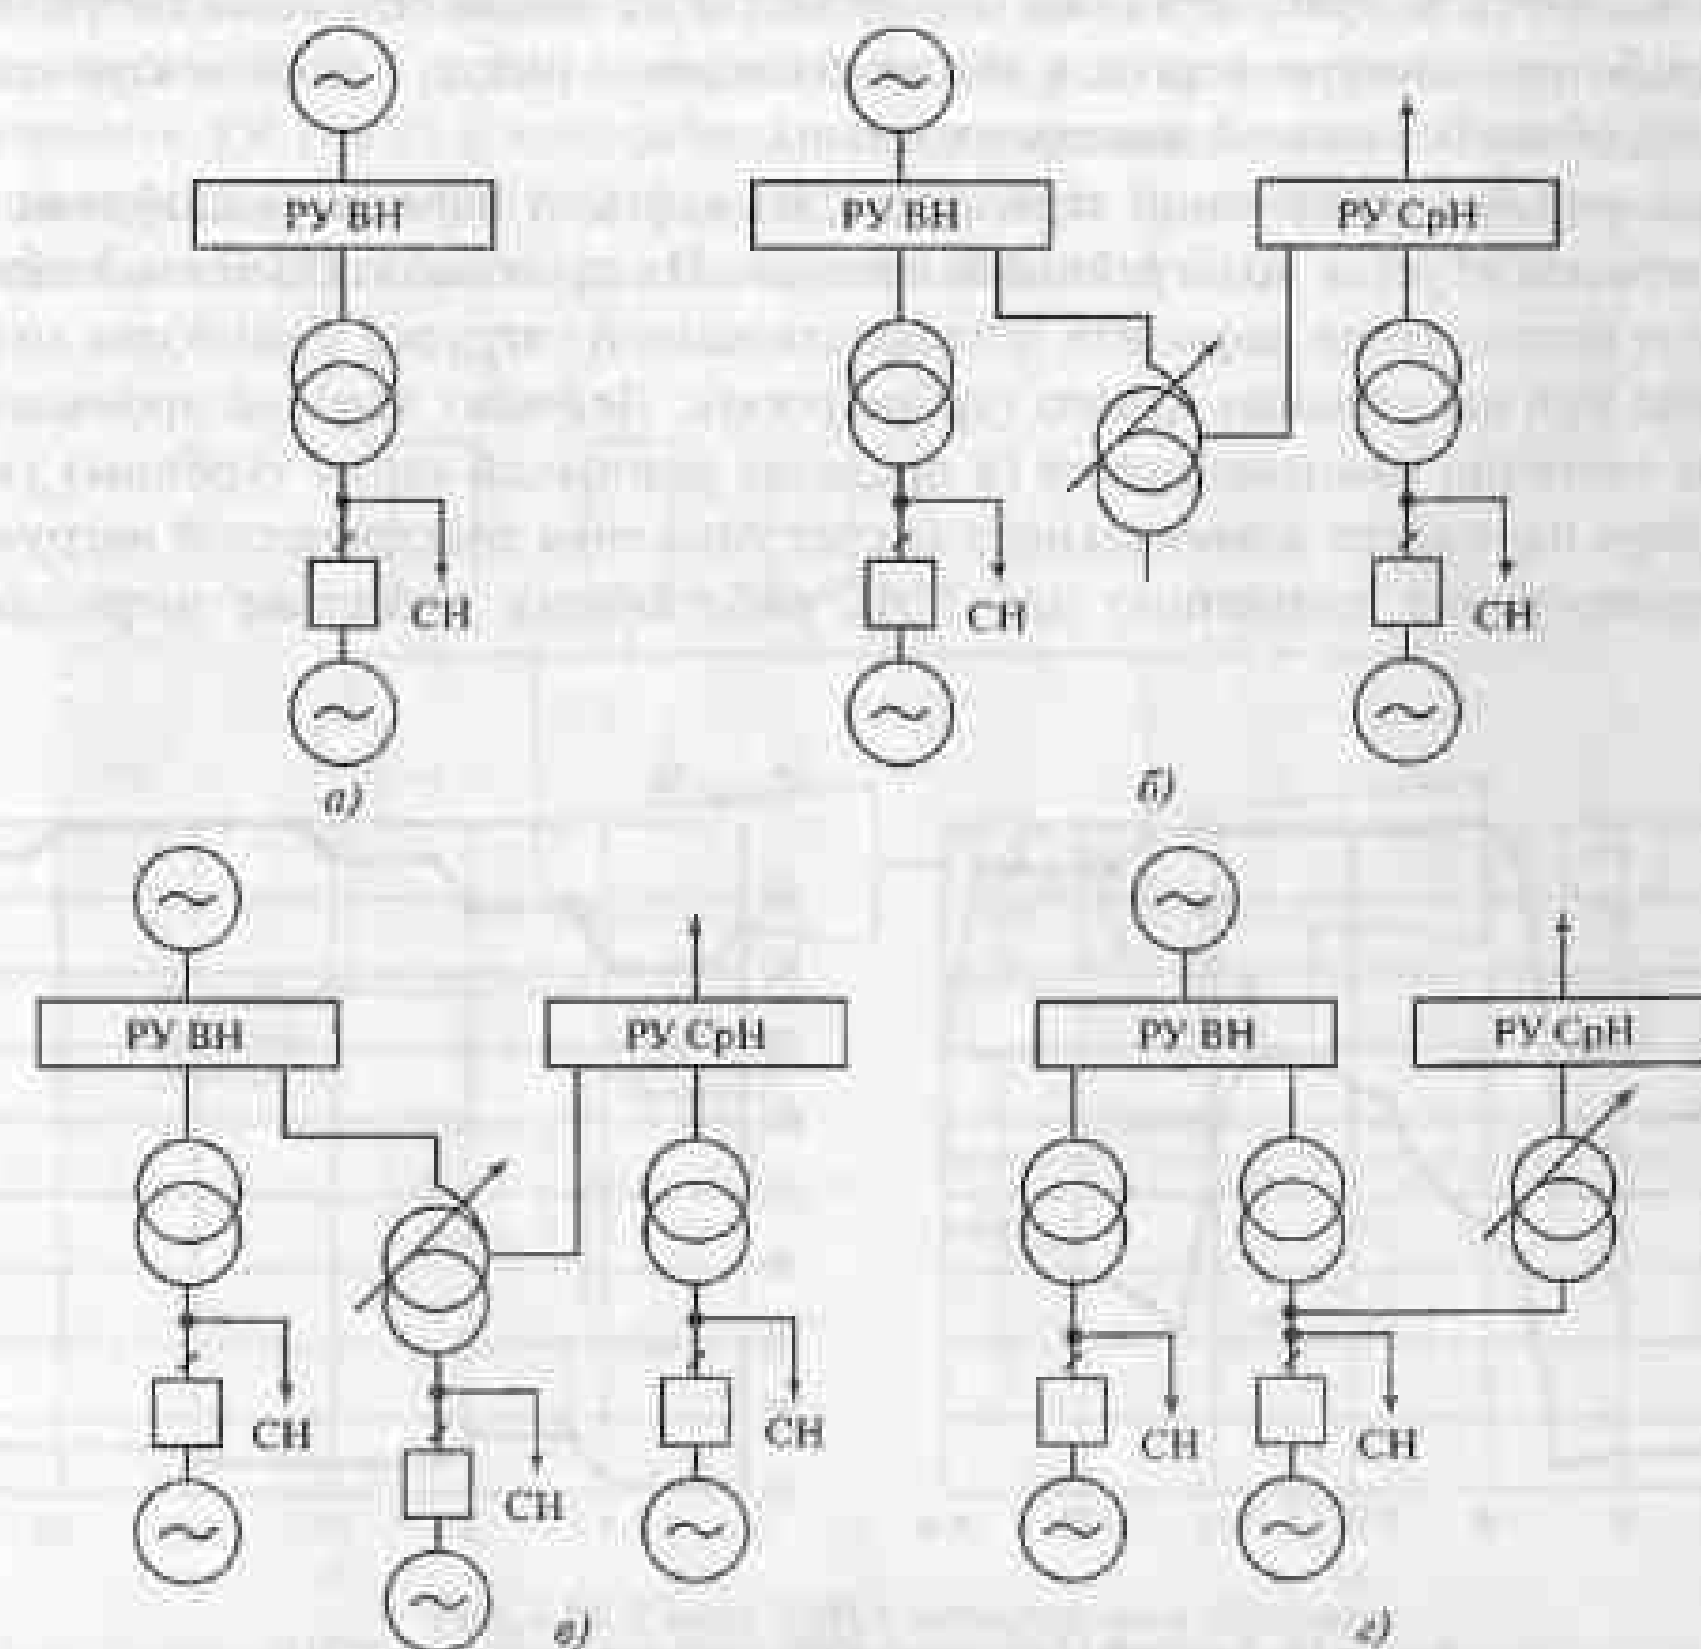 РУ ВН
РУ ВН
РУ СрН
СН
СН
СН
а)
б)
РУ ВН
РУ СрН
РУ ВН
РУ СрН
СН
СН
СН
СН
СН
в)
г)